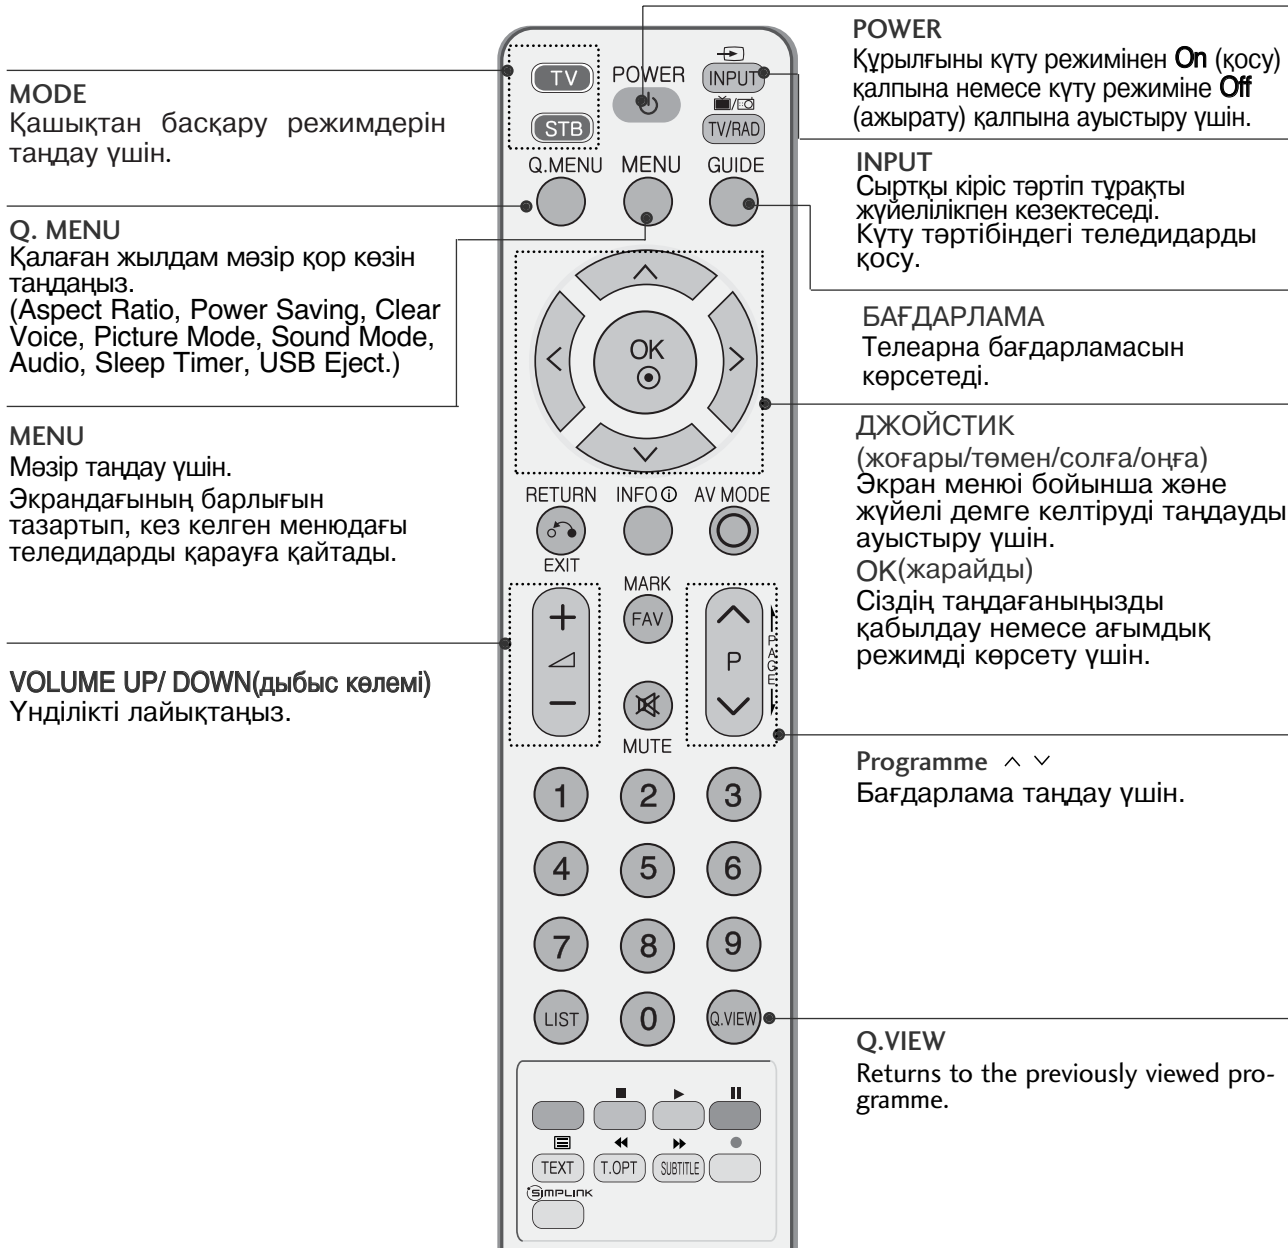 MODE
Қашықтан басқару режимдерін
таңдау үшін.
Q. MENU
Қалаған жылдам мәзір қор көзін
таңдаңыз.
(Aspect Ratio, Power Saving, Clear
Voice, Picture Mode, Sound Mode,
Audio, Sleep Timer, USB Eject.)
MENU
Мәзір таңдау үшін.
Экрандағының барлығын
тазартып, кез келген менюдағы
теледидарды қарауға қайтады.
VOLUME UP/ DOWN(дыбыс көлемі)
Үнділікті лайықтаңыз.
TV POWER INPUT
STB TV/RAD
Q.MENU MENU GUIDE
OK
RETURN INFO i AV MODE
EXIT
MARK
FAV
+
−
P
PAGE
MUTE
1 2 3
4 5 6
7 8 9
LIST 0 Q.VIEW
TEXT T.OPT SUBTITLE
SIMPLINK
POWER
Құрылғыны күту режимінен On (қосу)
қалпына немесе күту режиміне Off
(ажырату) қалпына ауыстыру үшін.
INPUT
Сыртқы кіріс тәртіп тұрақты
жүйелілікпен кезектеседі.
Күту тәртібіндегі теледидарды
қосу.
БАҒДАРЛАМА
Телеарна бағдарламасын
көрсетеді.
ДЖОЙСТИК
(жоғары/төмен/солға/оңға)
Экран менюі бойынша және
жүйелі демге келтіруді таңдауды
ауыстыру үшін.
OK(жарайды)
Сіздің таңдағаныңызды
қабылдау немесе ағымдық
режимді көрсету үшін.
Programme ^ ˅
Бағдарлама таңдау үшін.
Q.VIEW
Returns to the previously viewed pro-
gramme.